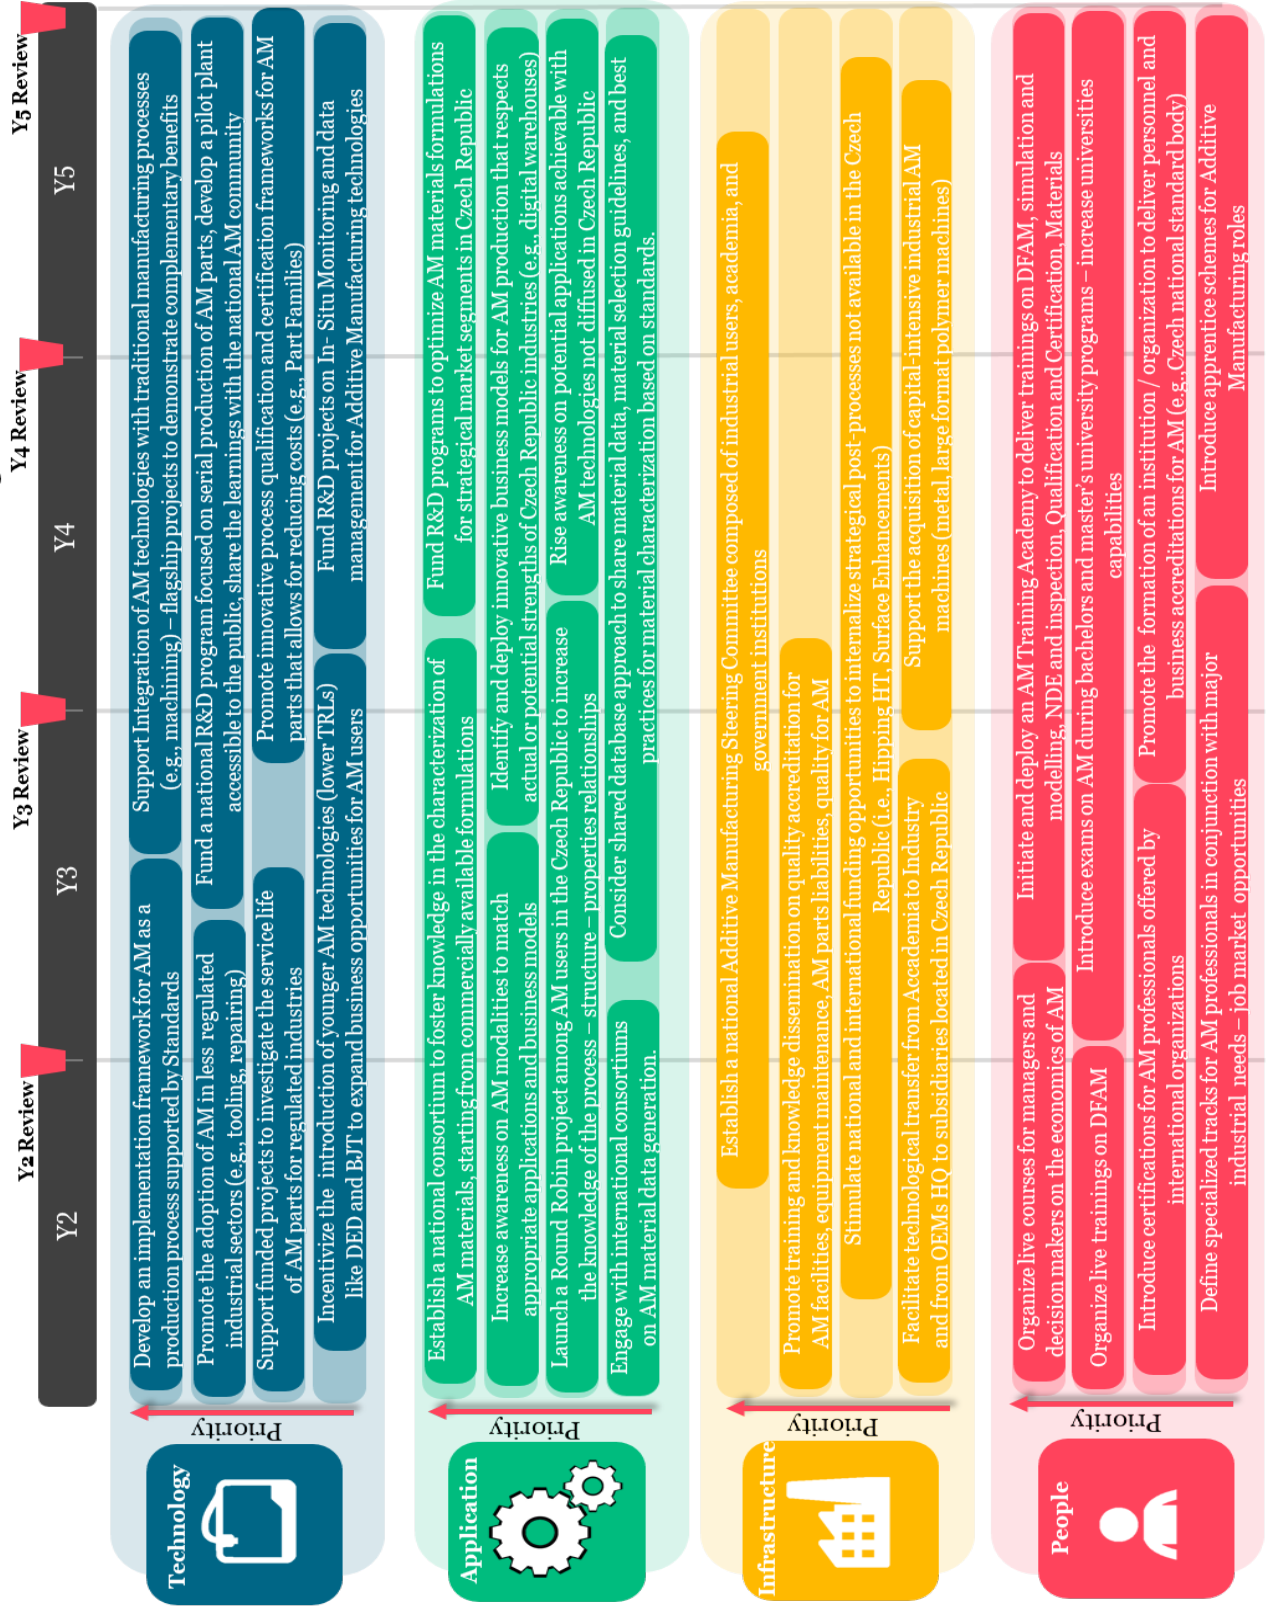 Y2 Review
Y3 Review
Y4 Review
Y5 Review
Y2
Y3
Y4
Y5
Technology
Priority
Develop an implementation framework for AM as a
production process supported by Standards
Support Integration of AM technologies with traditional manufacturing processes
(e.g., machining) – flagship projects to demonstrate complementary benefits
Promote the adoption of AM in less regulated
industrial sectors (e.g., tooling, repairing)
Fund a national R&D program focused on serial production of AM parts, develop a pilot plant
accessible to the public, share the learnings with the national AM community
Support funded projects to investigate the service life
of AM parts for regulated industries
Promote innovative process qualification and certification frameworks for AM
parts that allows for reducing costs (e.g., Part Families)
Incentivize the introduction of younger AM technologies (lower TRLs)
like DED and BJT to expand business opportunities for AM users
Fund R&D projects on In- Situ Monitoring and data
management for Additive Manufacturing technologies
Application
Priority
Establish a national consortium to foster knowledge in the characterization of
AM materials, starting from commercially available formulations
Fund R&D programs to optimize AM materials formulations
for strategical market segments in Czech Republic
Increase awareness on AM modalities to match
appropriate applications and business models
Identify and deploy innovative business models for AM production that respects
actual or potential strengths of Czech Republic industries (e.g., digital warehouses)
Launch a Round Robin project among AM users in the Czech Republic to increase
the knowledge of the process – structure – properties relationships
Rise awareness on potential applications achievable with
AM technologies not diffused in Czech Republic
Engage with international consortiums
on AM material data generation.
Consider shared database approach to share material data, material selection guidelines, and best
practices for material characterization based on standards.
Infrastructure
Priority
Establish a national Additive Manufacturing Steering Committee composed of industrial users, academia, and
government institutions
Promote training and knowledge dissemination on quality accreditation for
AM facilities, equipment maintenance, AM parts liabilities, quality for AM
Stimulate national and international funding opportunities to internalize strategical post-processes not available in the Czech
Republic (i.e., Hipping HT, Surface Enhancements)
Facilitate technological transfer from Accademia to Industry
and from OEMs HQ to subsidiaries located in Czech Republic
Support the acquisition of capital-intensive industrial AM
machines (metal, large format polymer machines)
People
Priority
Organize live courses for managers and
decision makers on the economics of AM
Initiate and deploy an AM Training Academy to deliver trainings on DFAM, simulation and
modelling, NDE and inspection, Qualification and Certification, Materials
Organize live trainings on DFAM
Introduce exams on AM during bachelors and master's university programs – increase universities
capabilities
Introduce certifications for AM professionals offered by
international organizations
Promote the formation of an institution / organization to deliver personnel and
business accreditations for AM (e.g., Czech national standard body)
Define specialized tracks for AM professionals in conjunction with major
industrial needs – job market opportunities
Introduce apprentice schemes for Additive
Manufacturing roles